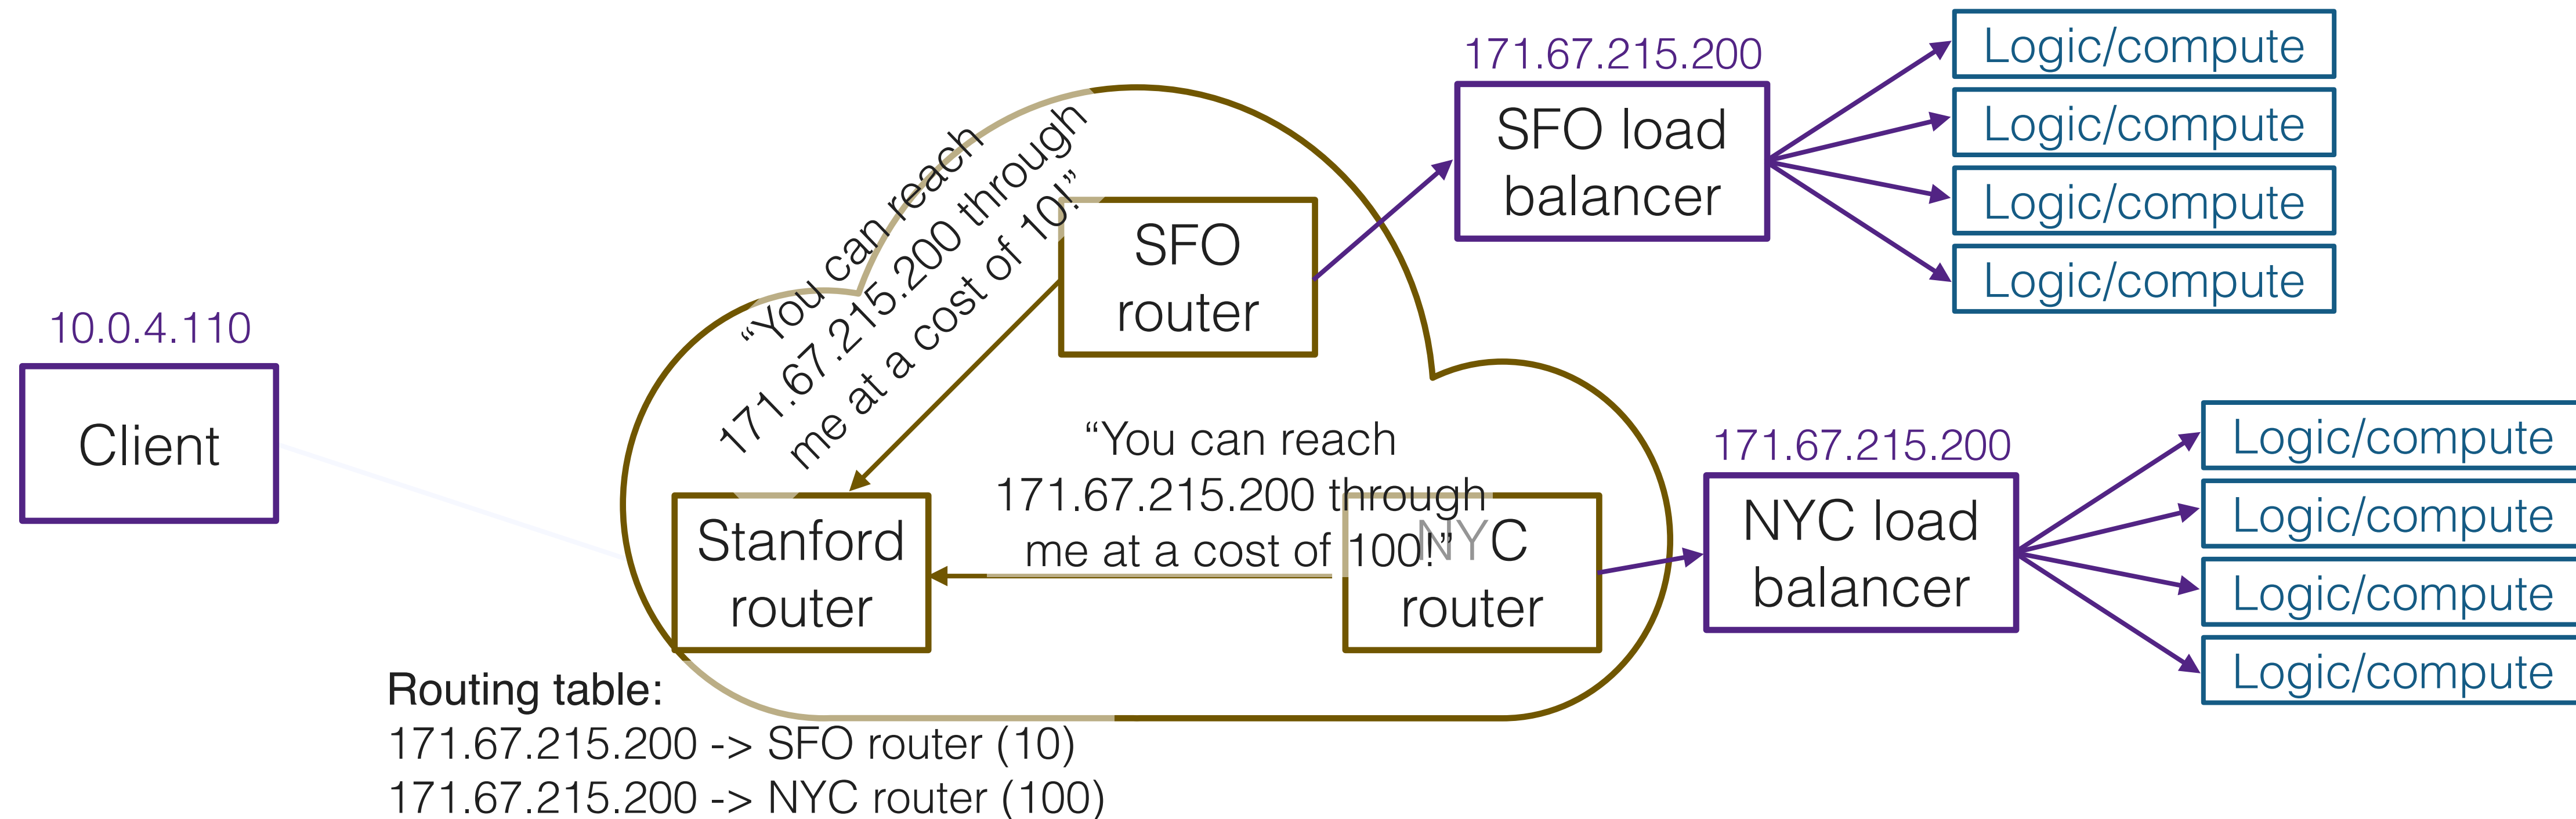 10.0.4.110
Client
“You can reach
171.67.215.200 through
me at a cost of 10!”
SFO
router
171.67.215.200
SFO load
balancer
Logic/compute
Logic/compute
Logic/compute
Logic/compute
Stanford
router
“You can reach
171.67.215.200 through
me at a cost of 100!”
NYC
router
171.67.215.200
NYC load
balancer
Logic/compute
Logic/compute
Logic/compute
Logic/compute
Routing table:
171.67.215.200 -> SFO router (10)
171.67.215.200 -> NYC router (100)